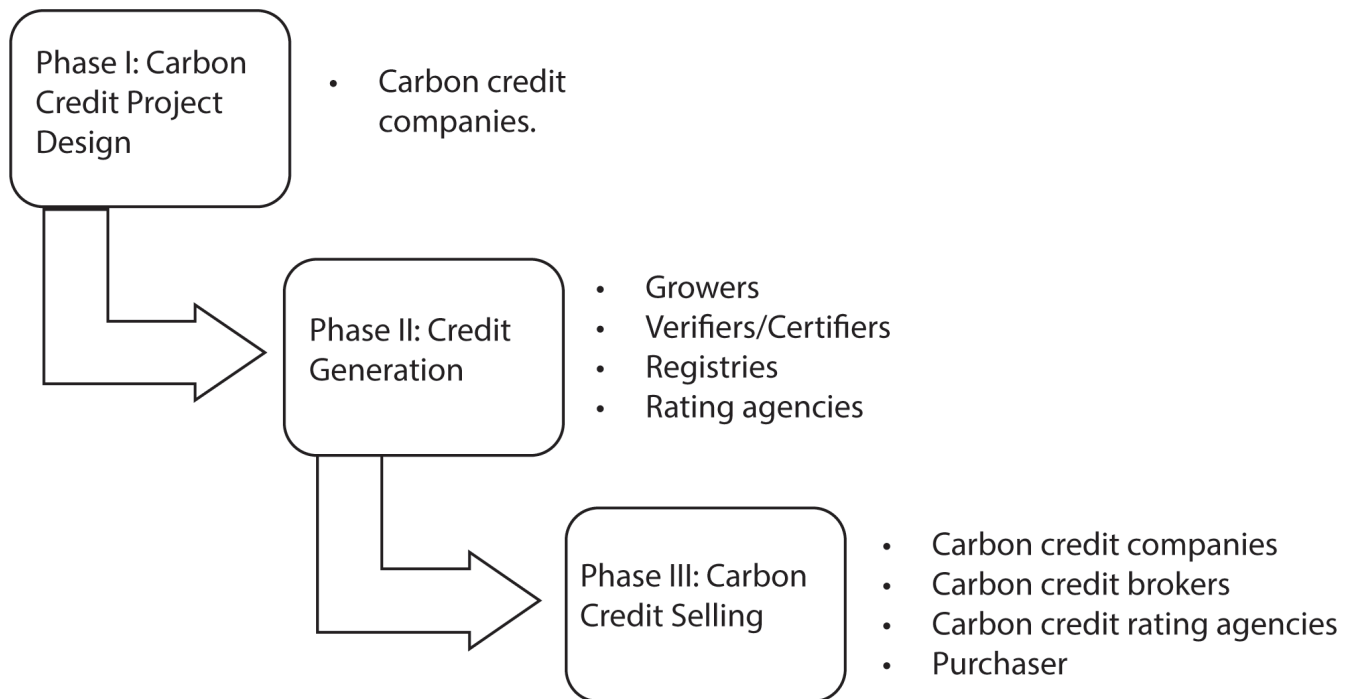 Phase I: Carbon
Credit Project
Design
• Carbon credit
companies.
Phase II: Credit
Generation
• Growers
• Verifiers/Certifiers
• Registries
• Rating agencies
Phase III: Carbon
Credit Selling
• Carbon credit companies
• Carbon credit brokers
• Carbon credit rating agencies
• Purchaser